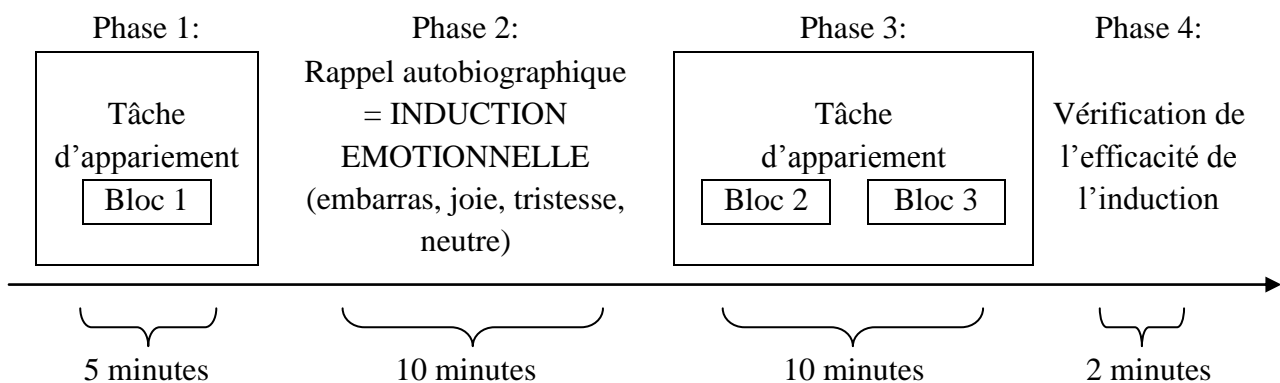 Phase 1:
Tâche
d’appariement
Bloc 1
5 minutes
Phase 2:
Rappel autobiographique
= INDUCTION
EMOTIONNELLE
(embarras, joie, tristesse,
neutre)
10 minutes
Phase 3:
Tâche
d’appariement
Bloc 2
Bloc 3
10 minutes
Phase 4:
Vérification de
l’efficacité de
l’induction
2 minutes